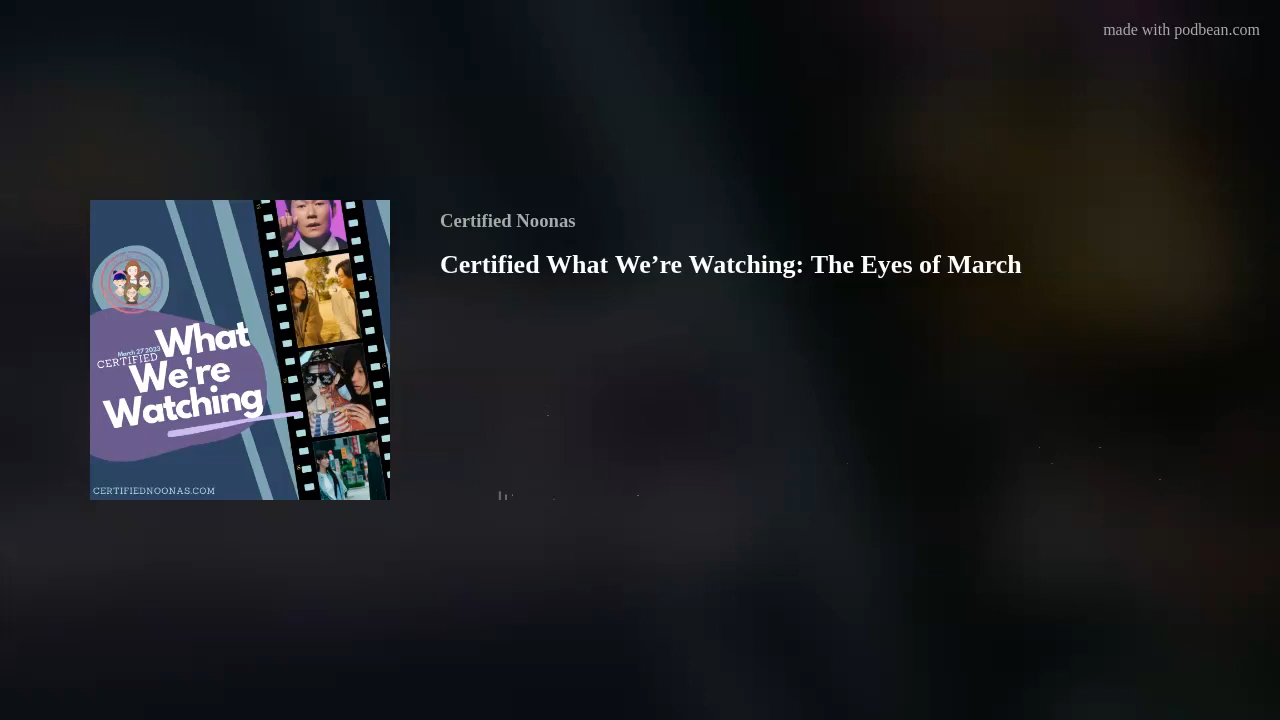 made with podbean.com
Certified Noonas
Certified What We’re Watching: The Eyes of March
March 27 2023
CERTIFIED
What
We're
Watching
CERTIFIEDNOONAS.COM